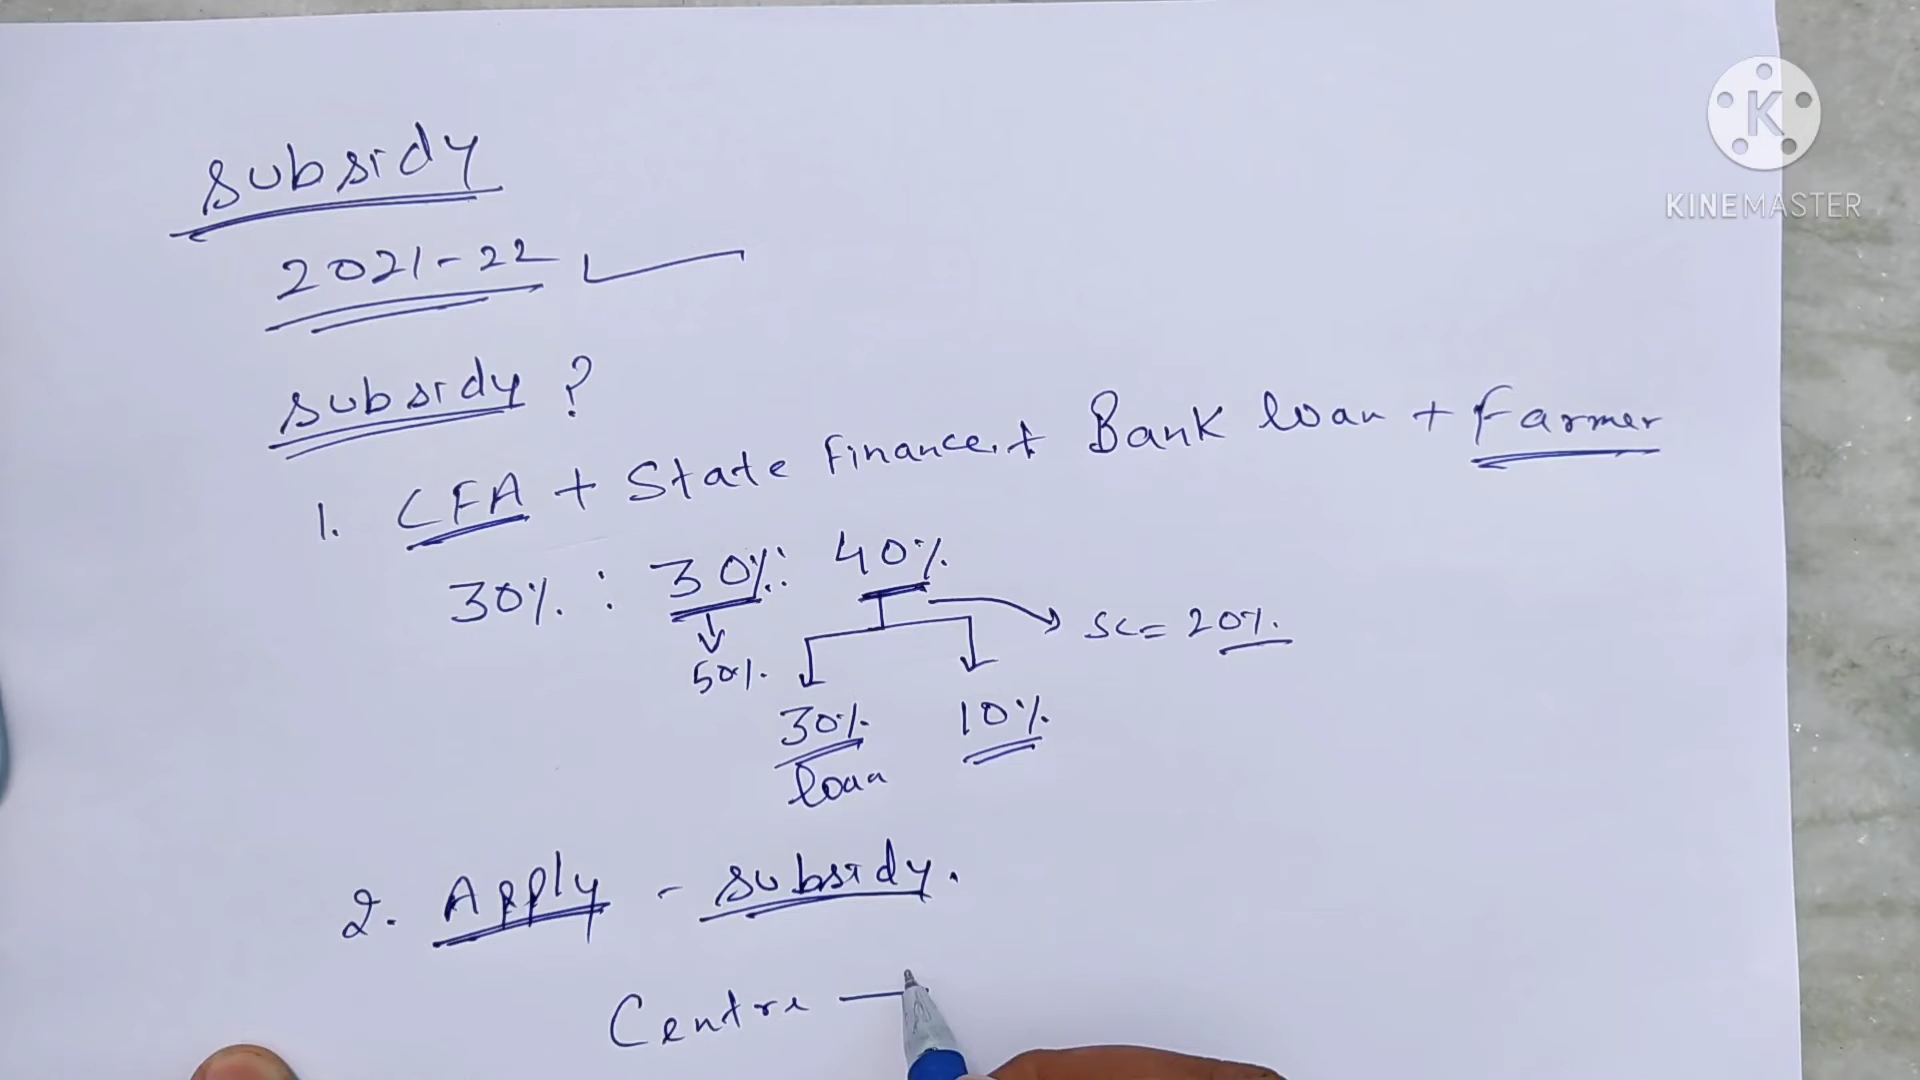 Subsidy
2021-22
Subsidy ?
1. CFA + State Finance. + Bank loan + Farmer
30% : 30% : 40%
50%.
SC = 20%.
30% 10%
loan
2. Apply - Subsidy.
Centre —
K
KINEMASTER